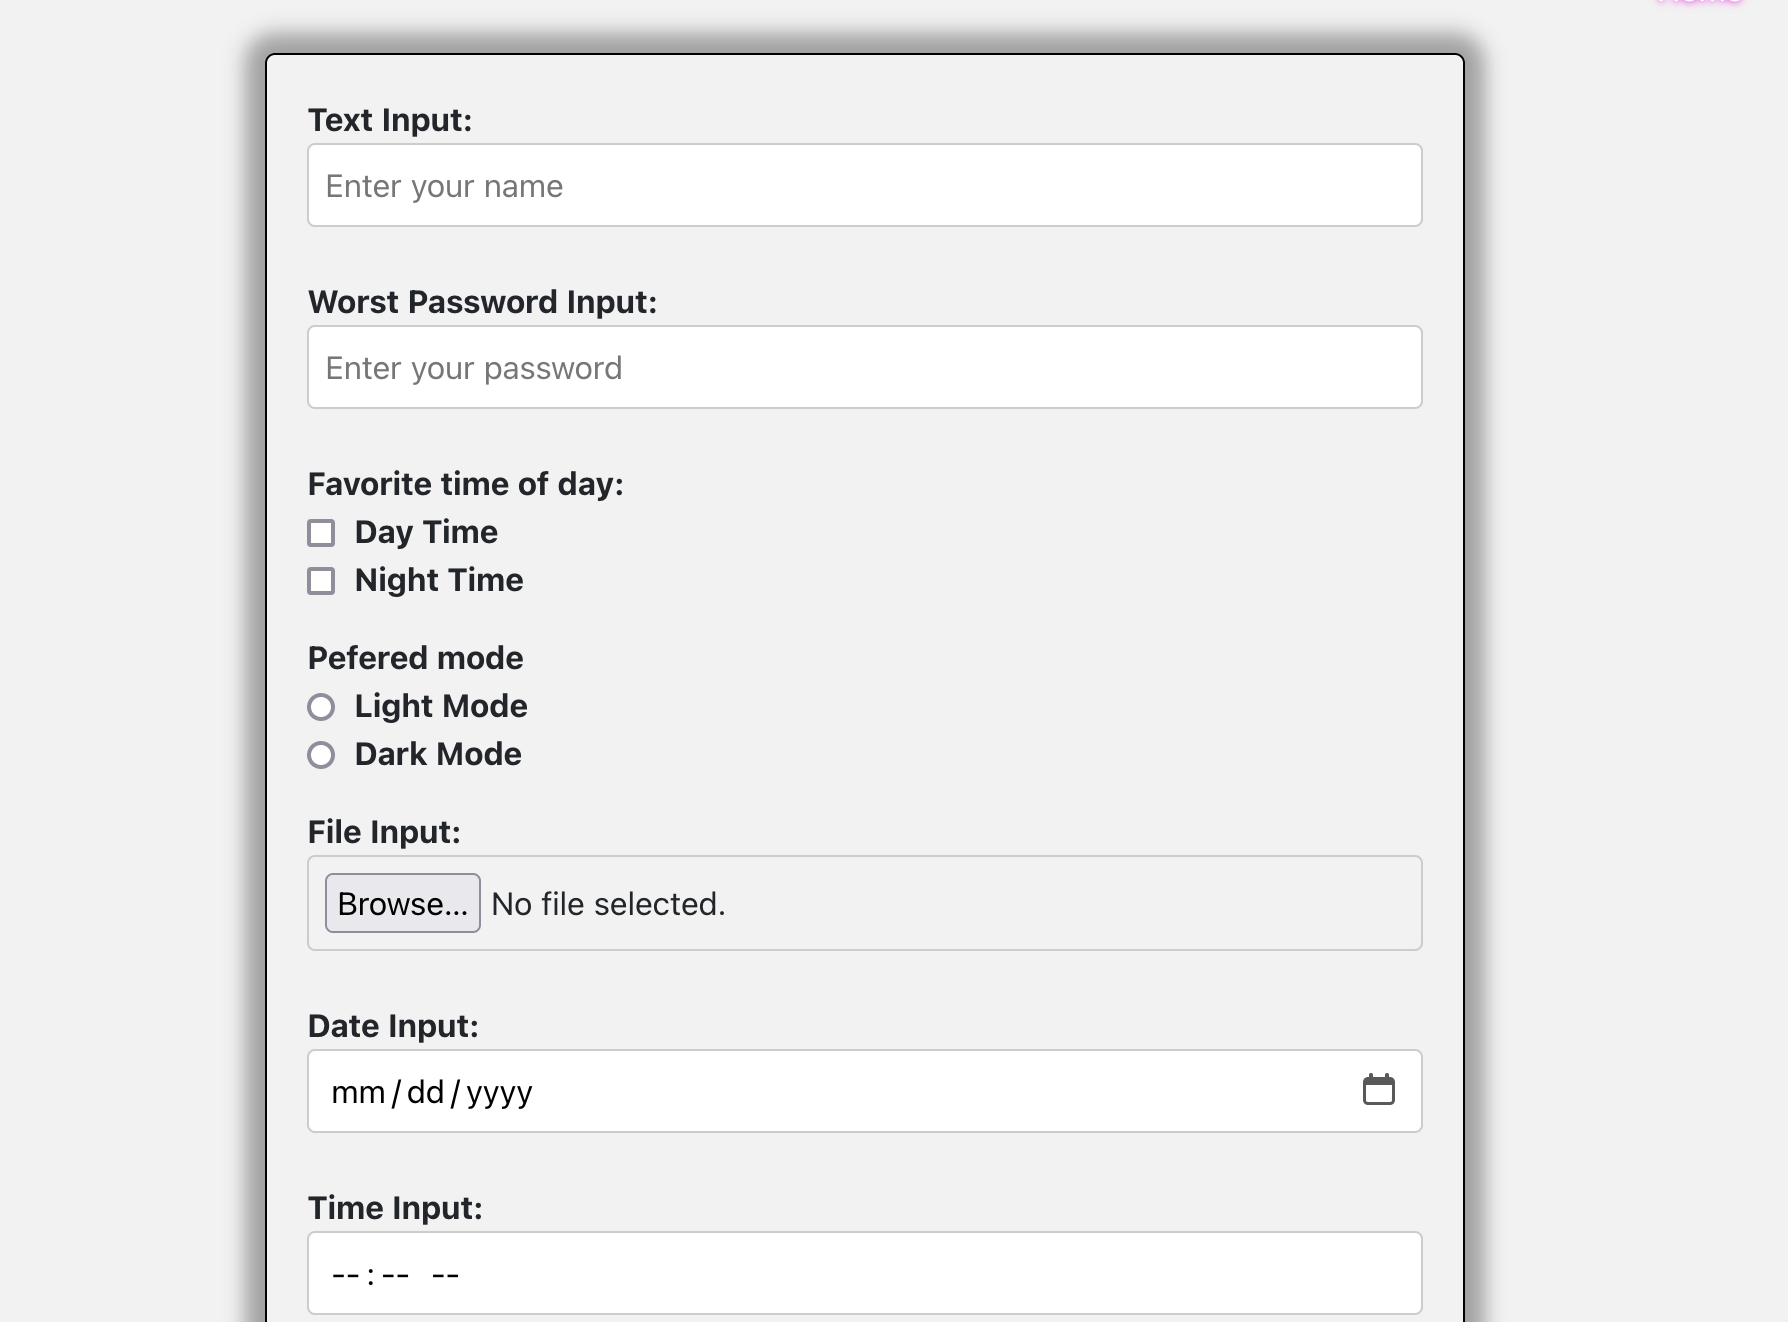 Text Input:
Enter your name
Worst Password Input:
Enter your password
Favorite time of day:
Day Time
Night Time
Pefered mode
Light Mode
Dark Mode
File Input:
Browse... No file selected.
Date Input:
mm/dd/yyyy
Time Input:
--:-- --